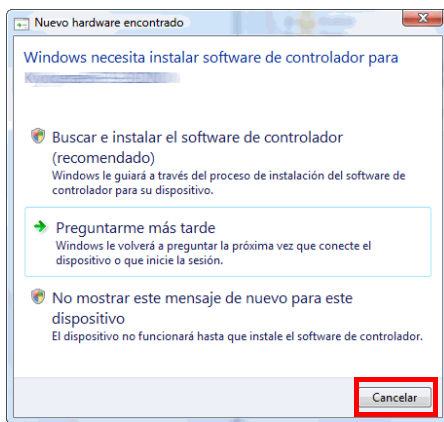 Nuevo hardware encontrado
Windows necesita instalar software de controlador para
Buscar e instalar el software de controlador
(recomendado)
Windows le guiará a través del proceso de instalación del software de
controlador para su dispositivo.
Preguntarme más tarde
Windows le volverá a preguntar la próxima vez que conecte el
dispositivo o que inicie la sesión.
No mostrar este mensaje de nuevo para este
dispositivo
El dispositivo no funcionará hasta que instale el software de controlador.
Cancelar